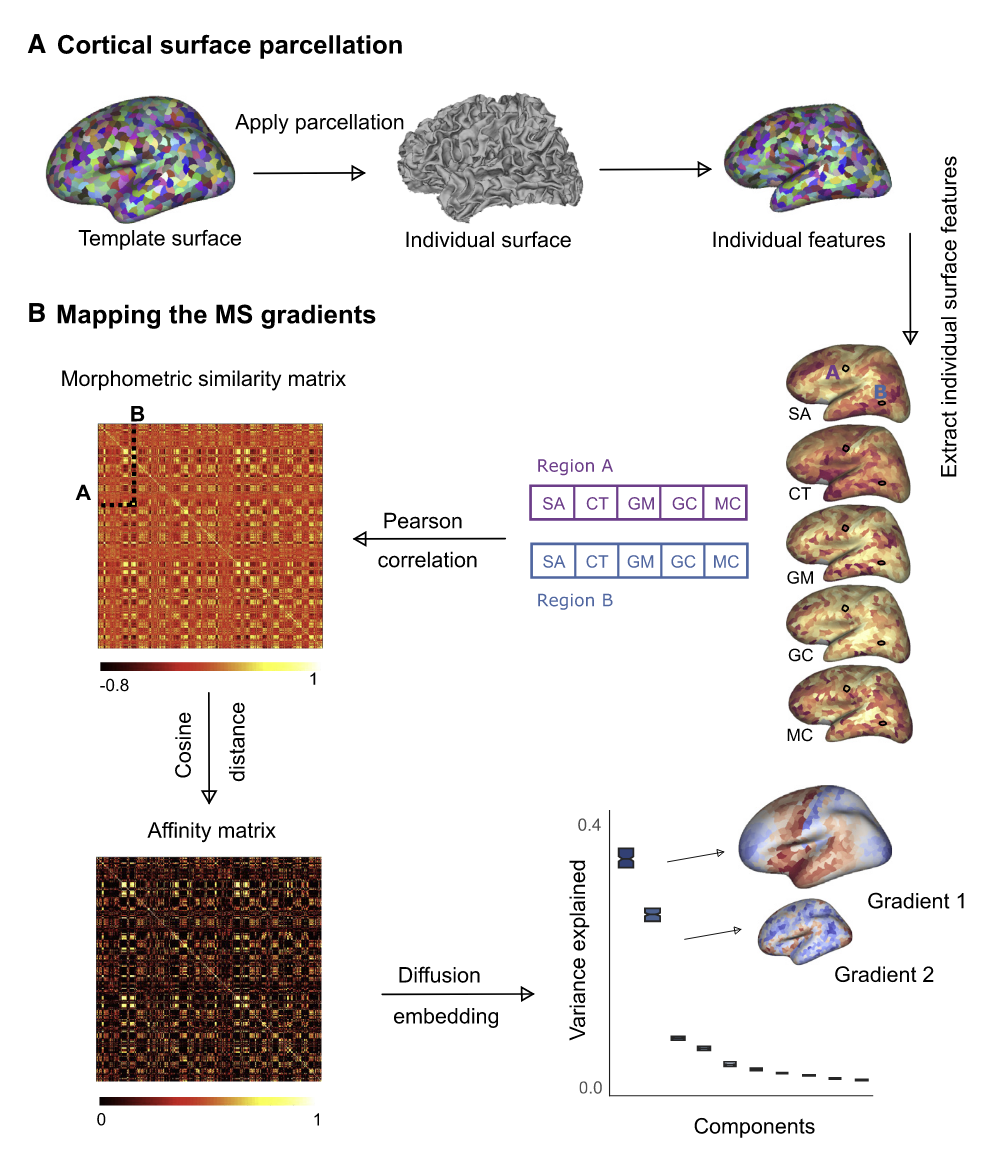 A Cortical surface parcellation
Apply parcellation
Template surface
Individual surface
Individual features
Extract individual surface features
B Mapping the MS gradients
Morphometric similarity matrix
B
A
-0.8
1
Pearson
correlation
Region A
SA CT GM GC MC
SA CT GM GC MC
Region B
A
B
SA
CT
GM
GC
MC
Cosine
distance
Affinity matrix
0
1
Diffusion
embedding
Variance explained
0.4
0.0
Components
Gradient 1
Gradient 2